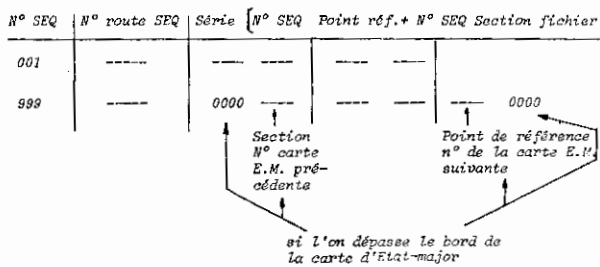 N° SEQ N° route SEQ Série [N° SEQ Point réf.+ N° SEQ Section fichier
001 ---- ---- ---- ---- ----
999 ---- 0000 ---- ---- ---- ---- 0000
Section
N° carte
E.M. pré-
cédente
Point de référence
n° de la carte E.M.
suivante
si l'on dépasse le bord de
la carte d'Etat-major